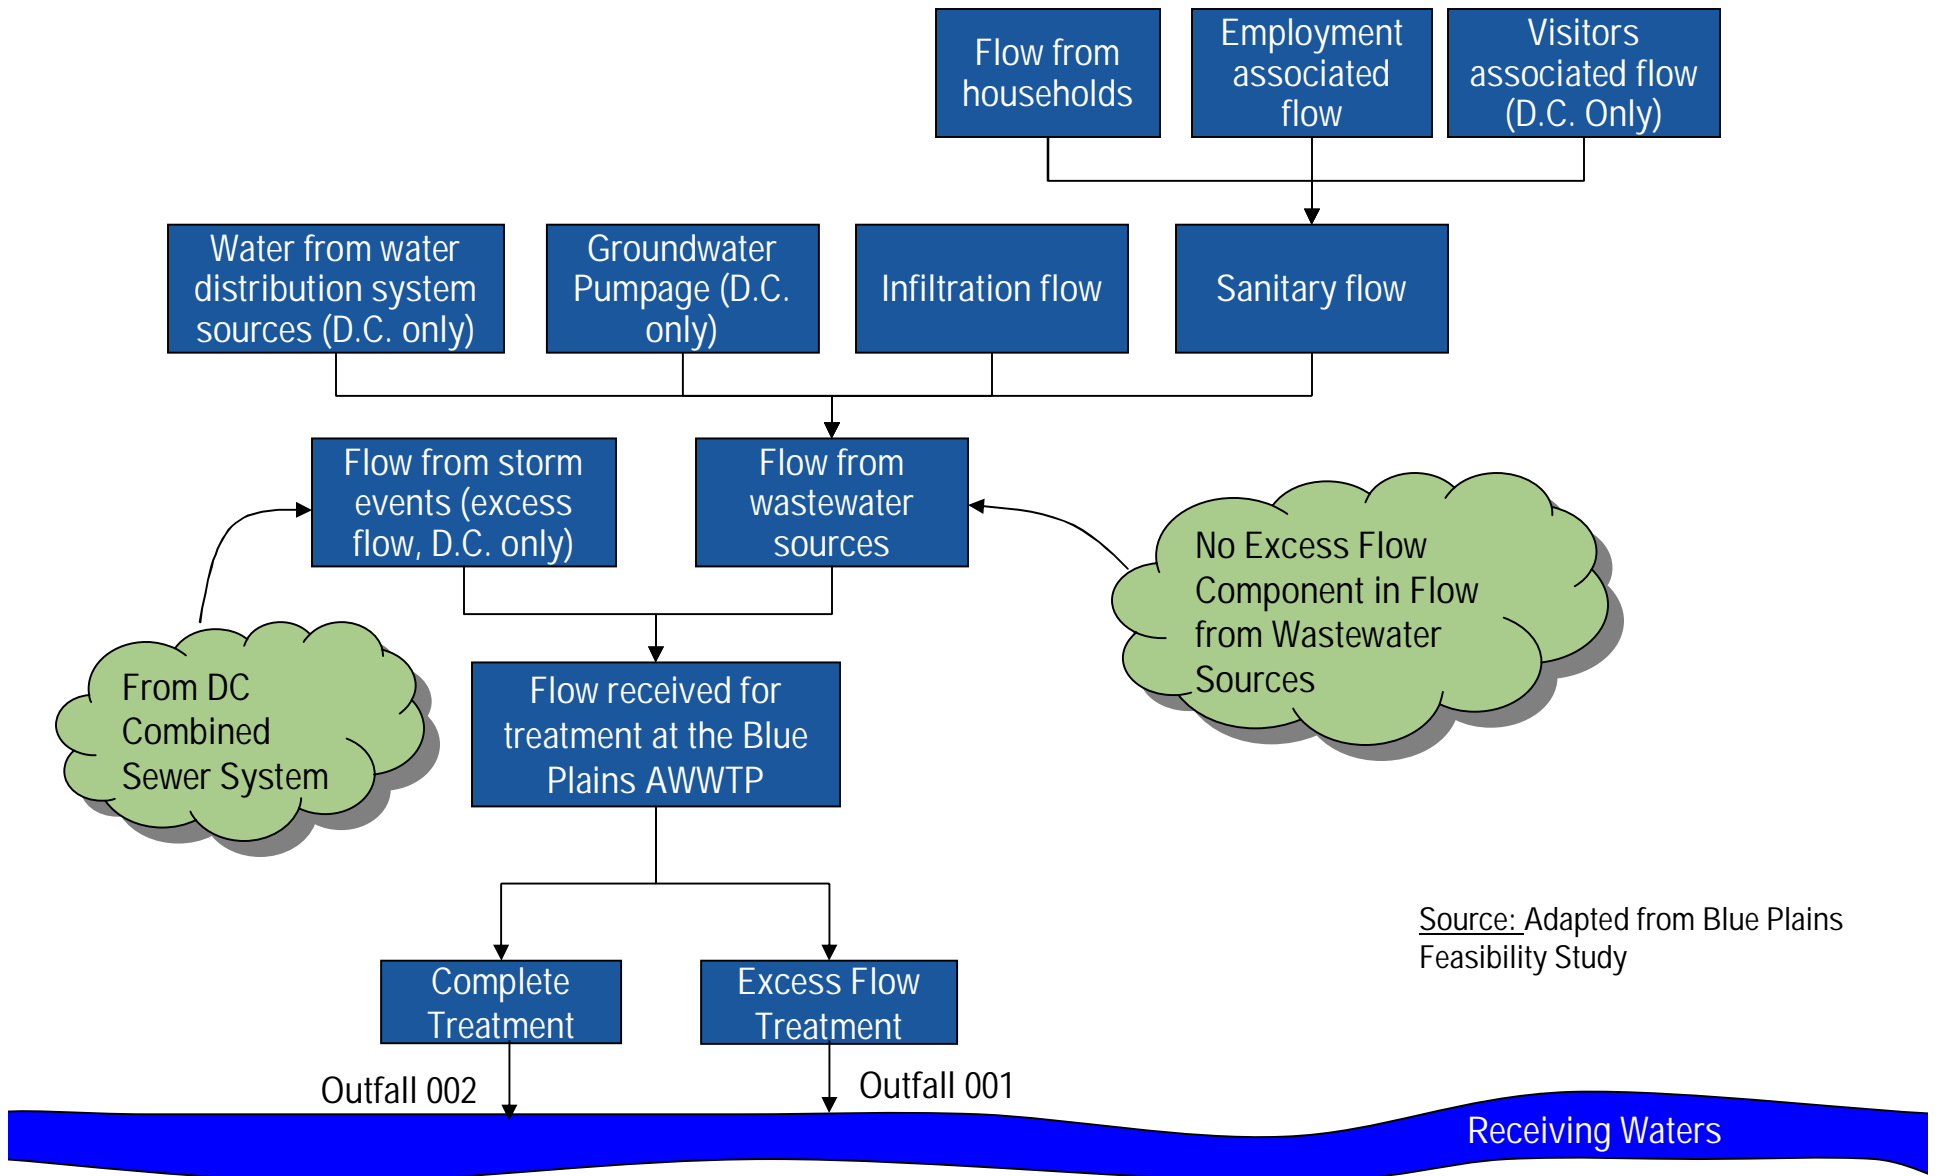 Flow from
households
Employment
associated
flow
Visitors
associated flow
(D.C. Only)
Water from water
distribution system
sources (D.C. only)
Groundwater
Pumpage (D.C.
only)
Infiltration flow
Sanitary flow
Flow from storm
events (excess
flow, D.C. only)
Flow from
wastewater
sources
No Excess Flow
Component in Flow
from Wastewater
Sources
From DC
Combined
Sewer System
Flow received for
treatment at the Blue
Plains AWWTP
Source: Adapted from Blue Plains
Feasibility Study
Complete
Treatment
Excess Flow
Treatment
Outfall 002
Outfall 001
Receiving Waters